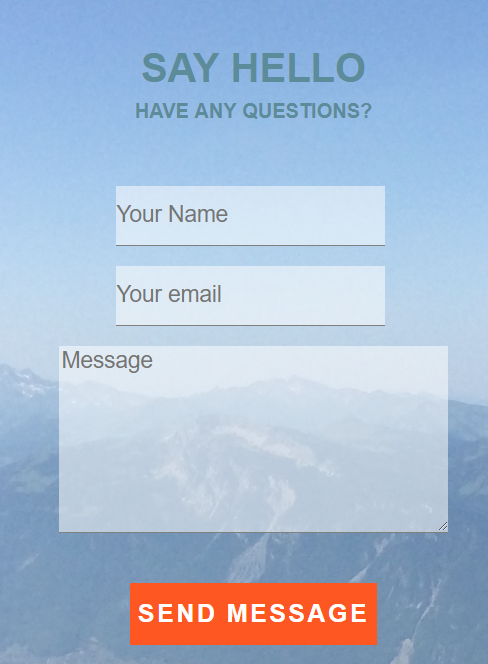 SAY HELLO
HAVE ANY QUESTIONS?
Your Name
Your email
Message
SEND MESSAGE